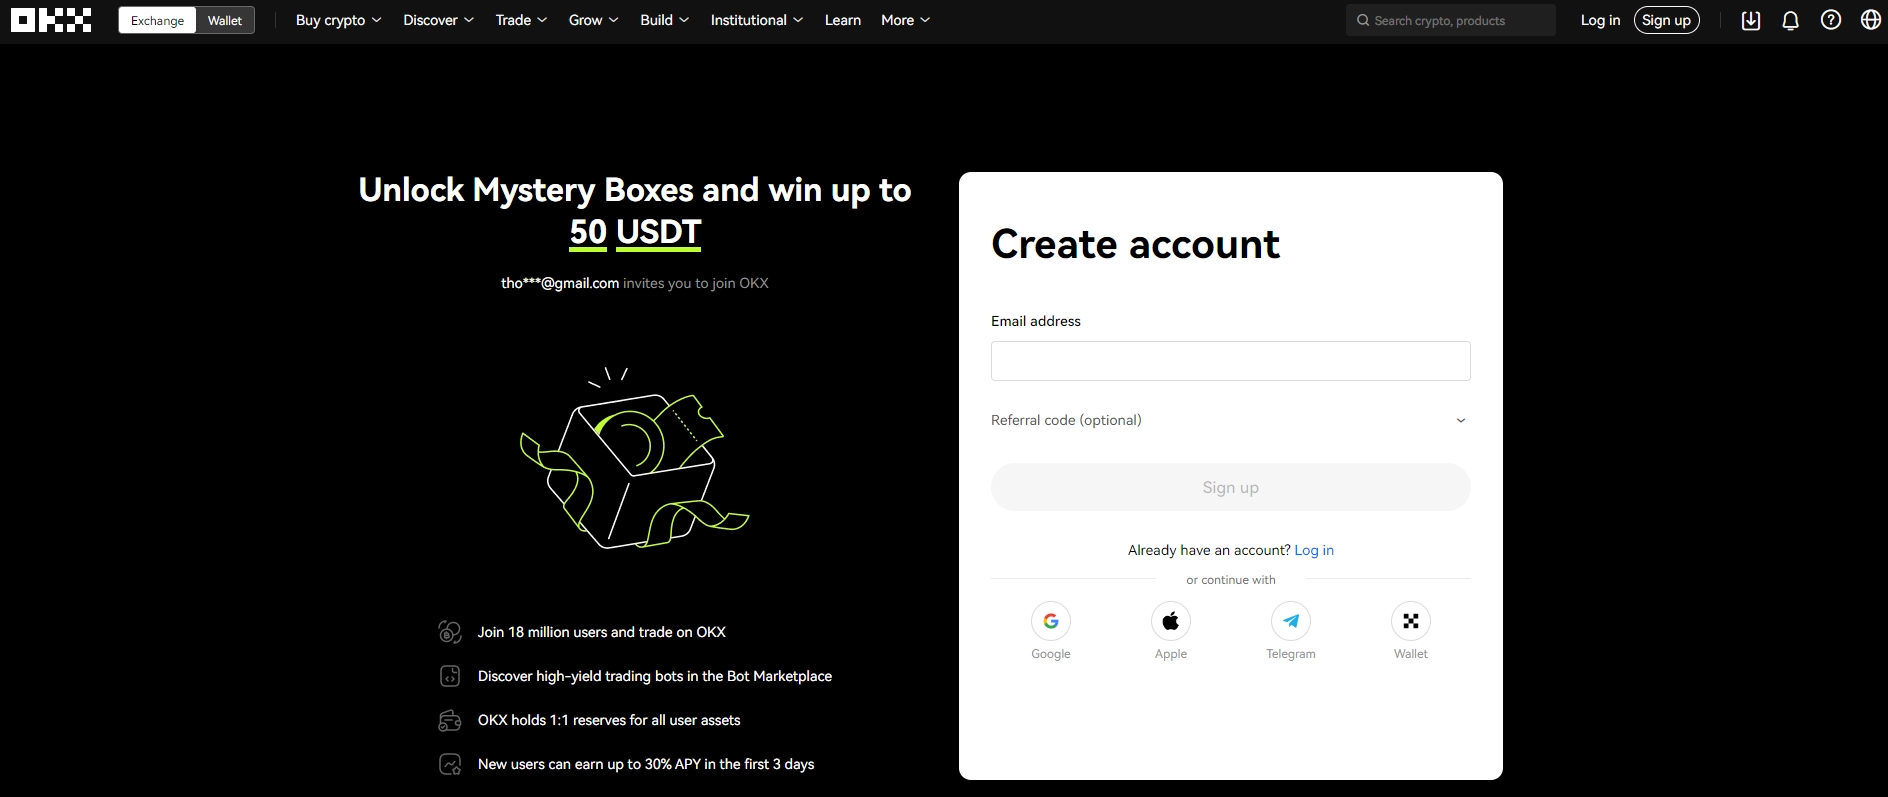 OKX
Exchange Wallet Buy crypto Discover Trade Grow Build Institutional Learn More Search crypto, products Log in Sign up
Unlock Mystery Boxes and win up to
50 USDT
tho***@gmail.com invites you to join OKX
Join 18 million users and trade on OKX
Discover high-yield trading bots in the Bot Marketplace
OKX holds 1:1 reserves for all user assets
New users can earn up to 30% APY in the first 3 days
Create account
Email address
Referral code (optional)
Sign up
Already have an account? Log in
or continue with
Google Apple Telegram Wallet